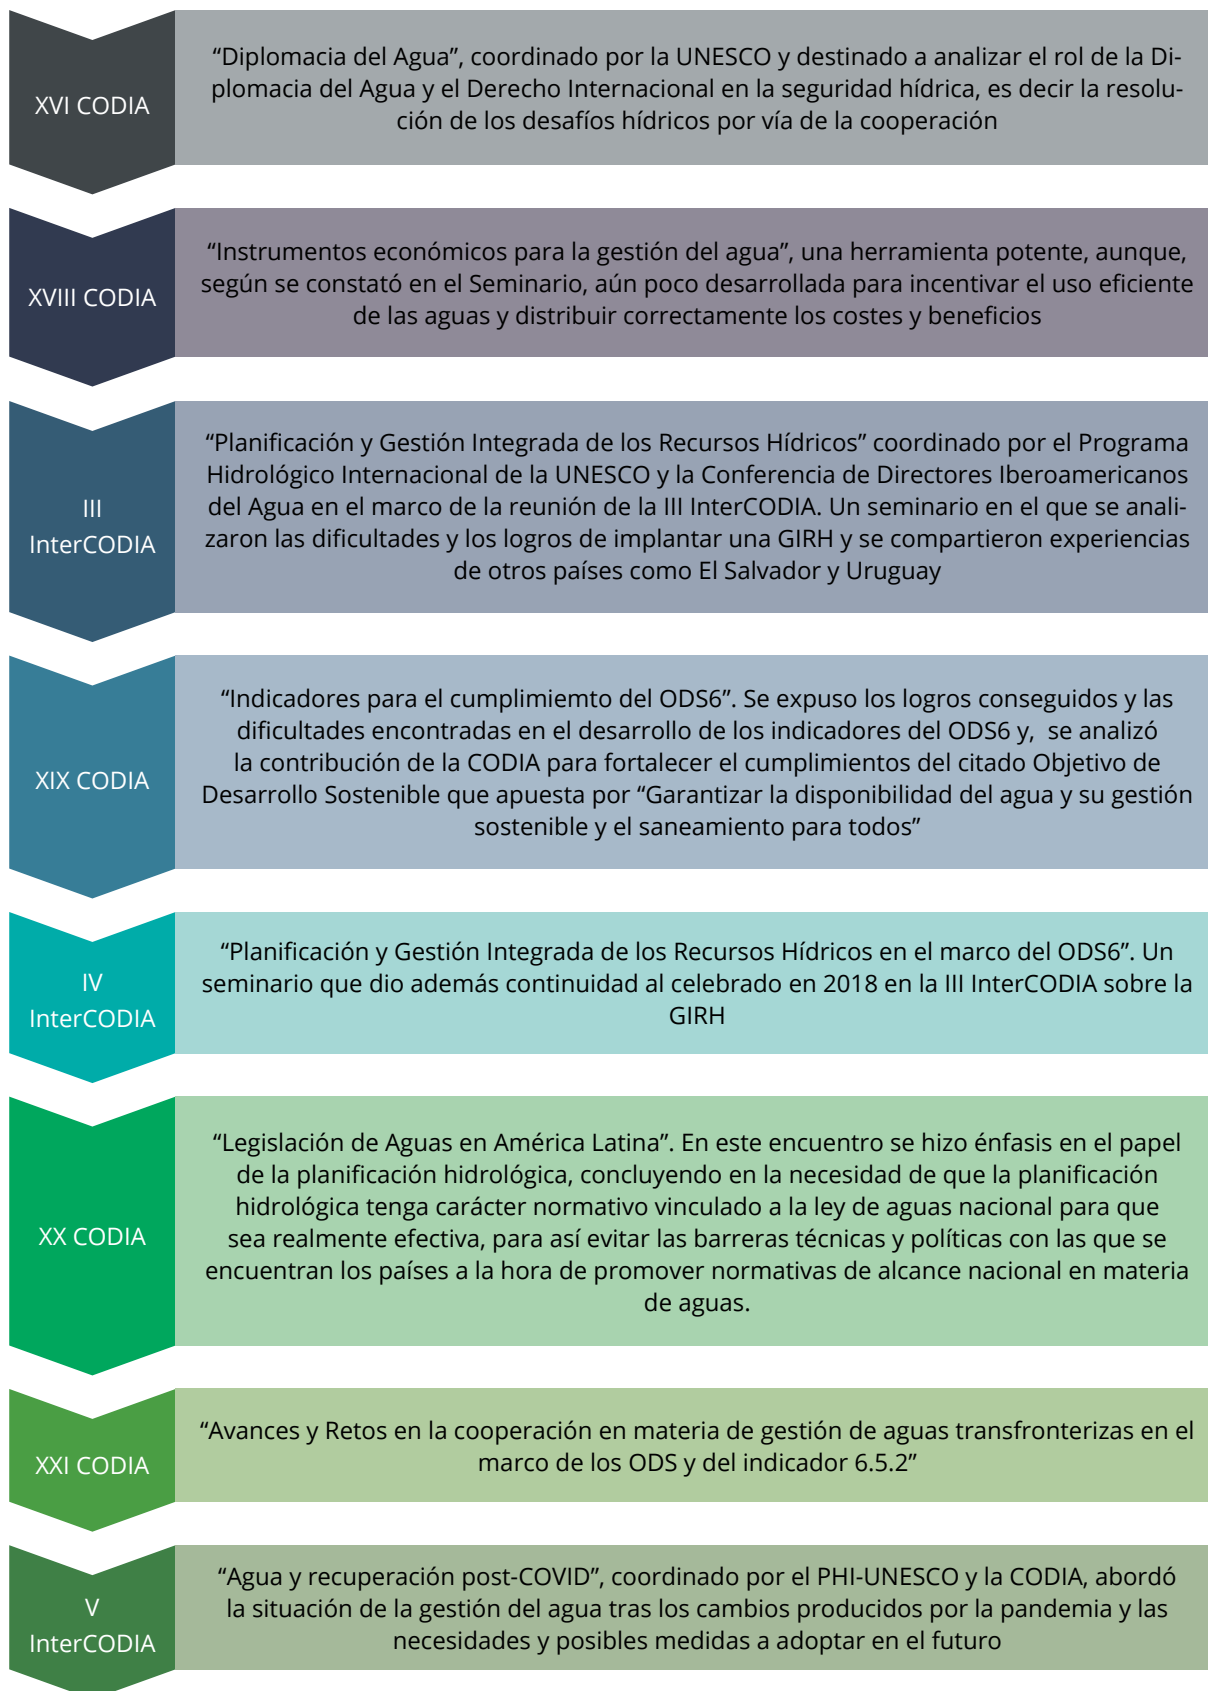 XVI CODIA
“Diplomacia del Agua”, coordinado por la UNESCO y destinado a analizar el rol de la Di-
plomacia del Agua y el Derecho Internacional en la seguridad hídrica, es decir la resolu-
ción de los desafíos hídricos por vía de la cooperación
XVIII CODIA
“Instrumentos económicos para la gestión del agua”, una herramienta potente, aunque,
según se constató en el Seminario, aún poco desarrollada para incentivar el uso eficiente
de las aguas y distribuir correctamente los costes y beneficios
III
InterCODIA
“Planificación y Gestión Integrada de los Recursos Hídricos” coordinado por el Programa
Hidrológico Internacional de la UNESCO y la Conferencia de Directores Iberoamericanos
del Agua en el marco de la reunión de la III InterCODIA. Un seminario en el que se anali-
zaron las dificultades y los logros de implantar una GIRH y se compartieron experiencias
de otros países como El Salvador y Uruguay
XIX CODIA
“Indicadores para el cumplimiemto del ODS6”. Se expuso los logros conseguidos y las
dificultades encontradas en el desarrollo de los indicadores del ODS6 y,  se analizó
la contribución de la CODIA para fortalecer el cumplimientos del citado Objetivo de
Desarrollo Sostenible que apuesta por “Garantizar la disponibilidad del agua y su gestión
sostenible y el saneamiento para todos”
IV
InterCODIA
“Planificación y Gestión Integrada de los Recursos Hídricos en el marco del ODS6”. Un
seminario que dio además continuidad al celebrado en 2018 en la III InterCODIA sobre la
GIRH
XX CODIA
“Legislación de Aguas en América Latina”. En este encuentro se hizo énfasis en el papel
de la planificación hidrológica, concluyendo en la necesidad de que la planificación
hidrológica tenga carácter normativo vinculado a la ley de aguas nacional para que
sea realmente efectiva, para así evitar las barreras técnicas y políticas con las que se
encuentran los países a la hora de promover normativas de alcance nacional en materia
de aguas.
XXI CODIA
“Avances y Retos en la cooperación en materia de gestión de aguas transfronterizas en el
marco de los ODS y del indicador 6.5.2”
V
InterCODIA
“Agua y recuperación post-COVID”, coordinado por el PHI-UNESCO y la CODIA, abordó
la situación de la gestión del agua tras los cambios producidos por la pandemia y las
necesidades y posibles medidas a adoptar en el futuro